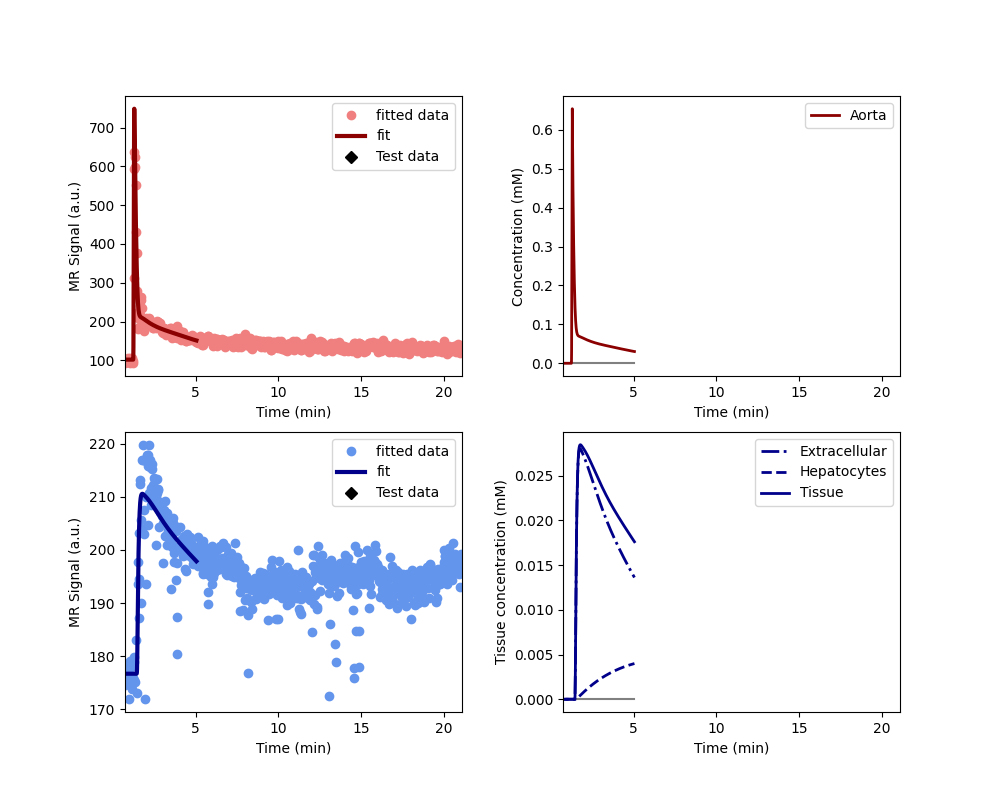 MR Signal (a.u.)
700
600
500
400
300
200
100
fitted data
fit
Test data
5
10
15
20
Time (min)
Concentration (mM)
0.6
0.5
0.4
0.3
0.2
0.1
0.0
Aorta
5
10
15
20
Time (min)
MR Signal (a.u.)
220
210
200
190
180
170
fitted data
fit
Test data
5
10
15
20
Time (min)
Tissue concentration (mM)
0.025
0.020
0.015
0.010
0.005
0.000
Extracellular
Hepatocytes
Tissue
5
10
15
20
Time (min)